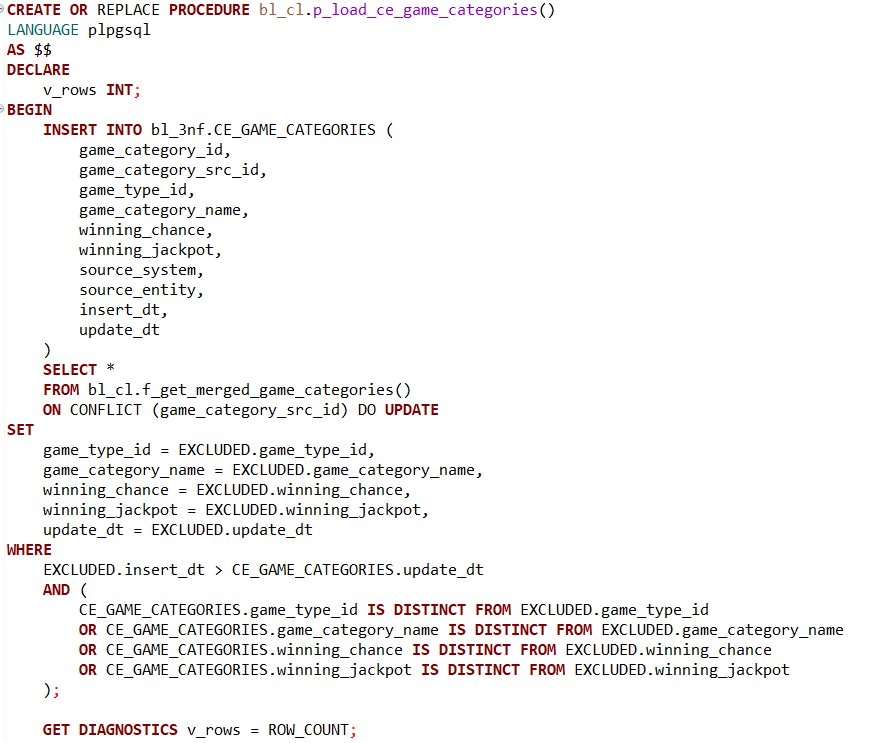 CREATE OR REPLACE PROCEDURE bl_cl.p_load_ce_game_categories()
LANGUAGE plpgsql
AS $$
DECLARE
    v_rows INT;
BEGIN
    INSERT INTO bl_3nf.CE_GAME_CATEGORIES (
        game_category_id,
        game_category_src_id,
        game_type_id,
        game_category_name,
        winning_chance,
        winning_jackpot,
        source_system,
        source_entity,
        insert_dt,
        update_dt
    )
    SELECT *
    FROM bl_cl.f_get_merged_game_categories()
    ON CONFLICT (game_category_src_id) DO UPDATE
SET
    game_type_id = EXCLUDED.game_type_id,
    game_category_name = EXCLUDED.game_category_name,
    winning_chance = EXCLUDED.winning_chance,
    winning_jackpot = EXCLUDED.winning_jackpot,
    update_dt = EXCLUDED.update_dt
WHERE
    EXCLUDED.insert_dt > CE_GAME_CATEGORIES.update_dt
    AND (
        CE_GAME_CATEGORIES.game_type_id IS DISTINCT FROM EXCLUDED.game_type_id
        OR CE_GAME_CATEGORIES.game_category_name IS DISTINCT FROM EXCLUDED.game_category_name
        OR CE_GAME_CATEGORIES.winning_chance IS DISTINCT FROM EXCLUDED.winning_chance
        OR CE_GAME_CATEGORIES.winning_jackpot IS DISTINCT FROM EXCLUDED.winning_jackpot
    );
    GET DIAGNOSTICS v_rows = ROW_COUNT;